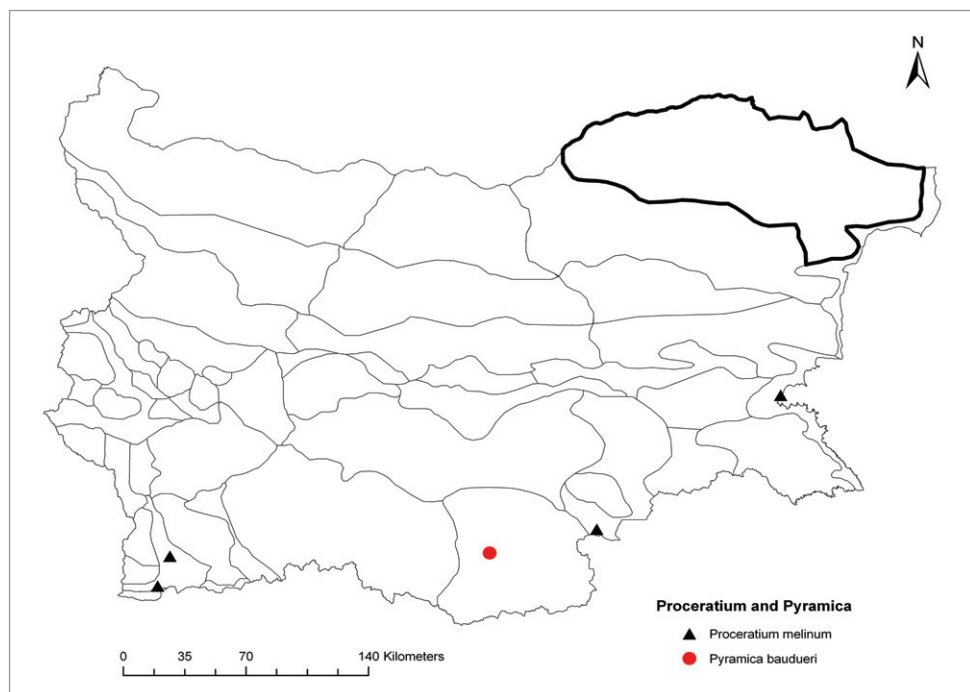 N
Proceratium and Pyramica
Proceratium melinum
Pyramica baudueri
0 35 70 140 Kilometers